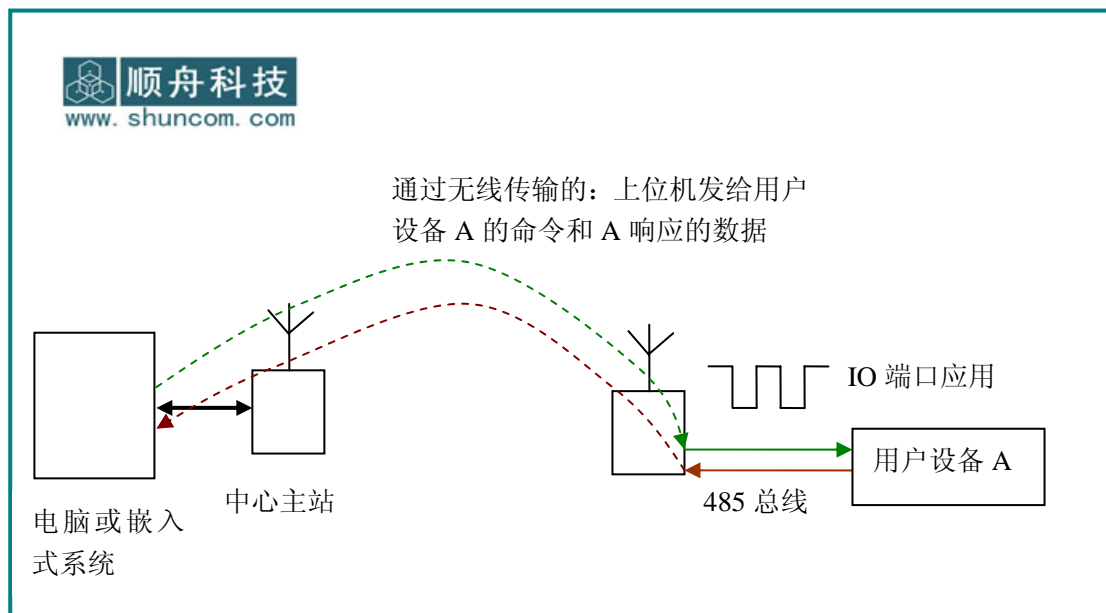 顺舟科技
www.shuncom.com
通过无线传输的：上位机发给用户
设备 A 的命令和 A 响应的数据
IO 端口应用
用户设备 A
485 总线
中心主站
电脑或嵌入
式系统